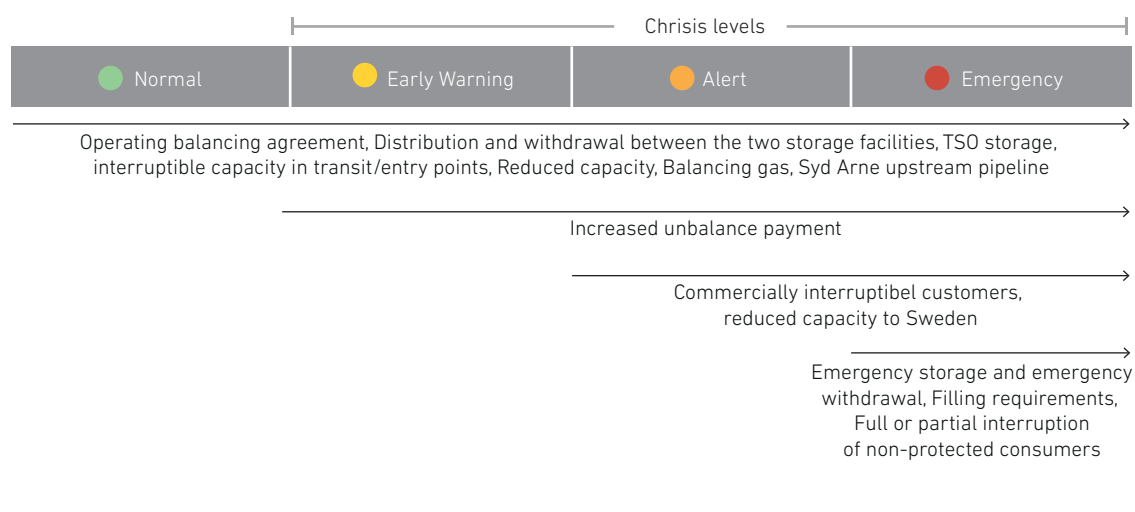 Chrisis levels
Normal
Early Warning
Alert
Emergency
Operating balancing agreement, Distribution and withdrawal between the two storage facilities, TSO storage,
interruptible capacity in transit/entry points, Reduced capacity, Balancing gas, Syd Arne upstream pipeline
Increased unbalance payment
Commercially interruptibel customers,
reduced capacity to Sweden
Emergency storage and emergency
withdrawal, Filling requirements,
Full or partial interruption
of non-protected consumers